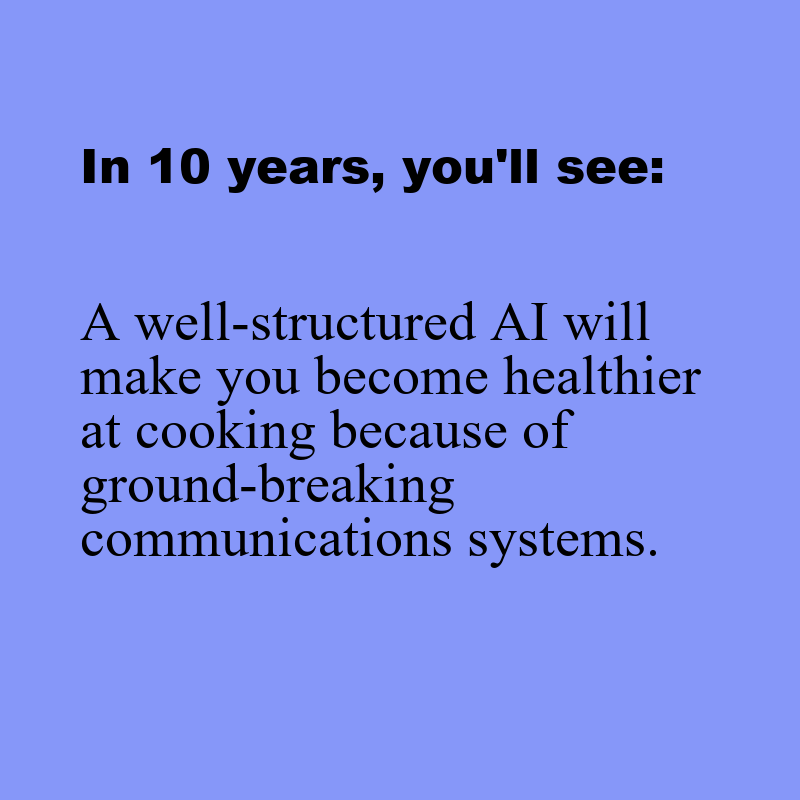 In 10 years, you'll see:
A well-structured AI will
make you become healthier
at cooking because of
ground-breaking
communications systems.